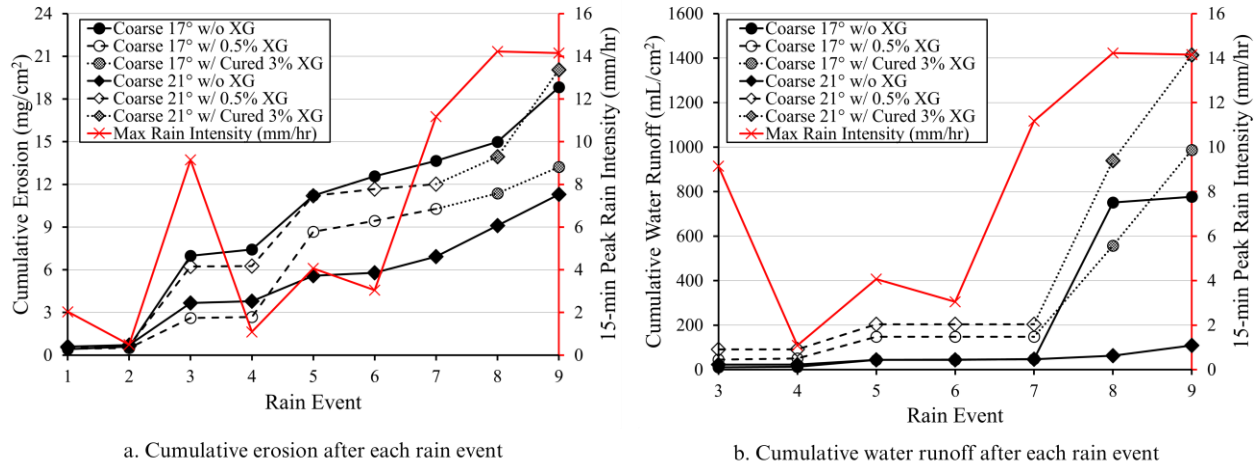 24
21
18
15
12
9
6
3
0
Cumulative Erosion (mg/cm²)
Coarse 17° w/o XG
Coarse 17° w/ 0.5% XG
Coarse 17° w/ Cured 3% XG
Coarse 21° w/o XG
Coarse 21° w/ 0.5% XG
Coarse 21° w/ Cured 3% XG
Max Rain Intensity (mm/hr)
16
14
12
10
8
6
4
2
0
15-min Peak Rain Intensity (mm/hr)
1 2 3 4 5 6 7 8 9
Rain Event
a. Cumulative erosion after each rain event
1600
1400
1200
1000
800
600
400
200
0
Cumulative Water Runoff (mL/cm²)
Coarse 17° w/o XG
Coarse 17° w/ 0.5% XG
Coarse 17° w/ Cured 3% XG
Coarse 21° w/o XG
Coarse 21° w/ 0.5% XG
Coarse 21° w/ Cured 3% XG
Max Rain Intensity (mm/hr)
16
14
12
10
8
6
4
2
0
15-min Peak Rain Intensity (mm/hr)
3 4 5 6 7 8 9
Rain Event
b. Cumulative water runoff after each rain event